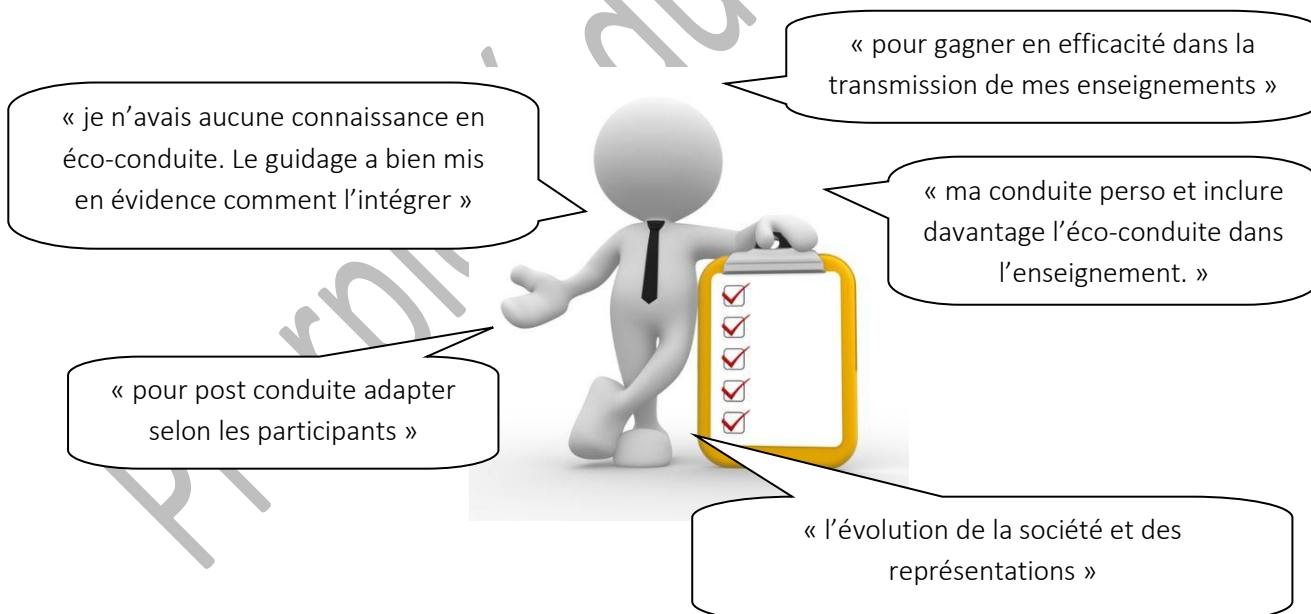 « pour gagner en efficacité dans la
transmission de mes enseignements »
« je n’avais aucune connaissance en
éco-conduite. Le guidage a bien mis
en évidence comment l’intégrer »
« ma conduite perso et inclure
davantage l’éco-conduite dans
l’enseignement. »
« pour post conduite adapter
selon les participants »
« l’évolution de la société et des
représentations »